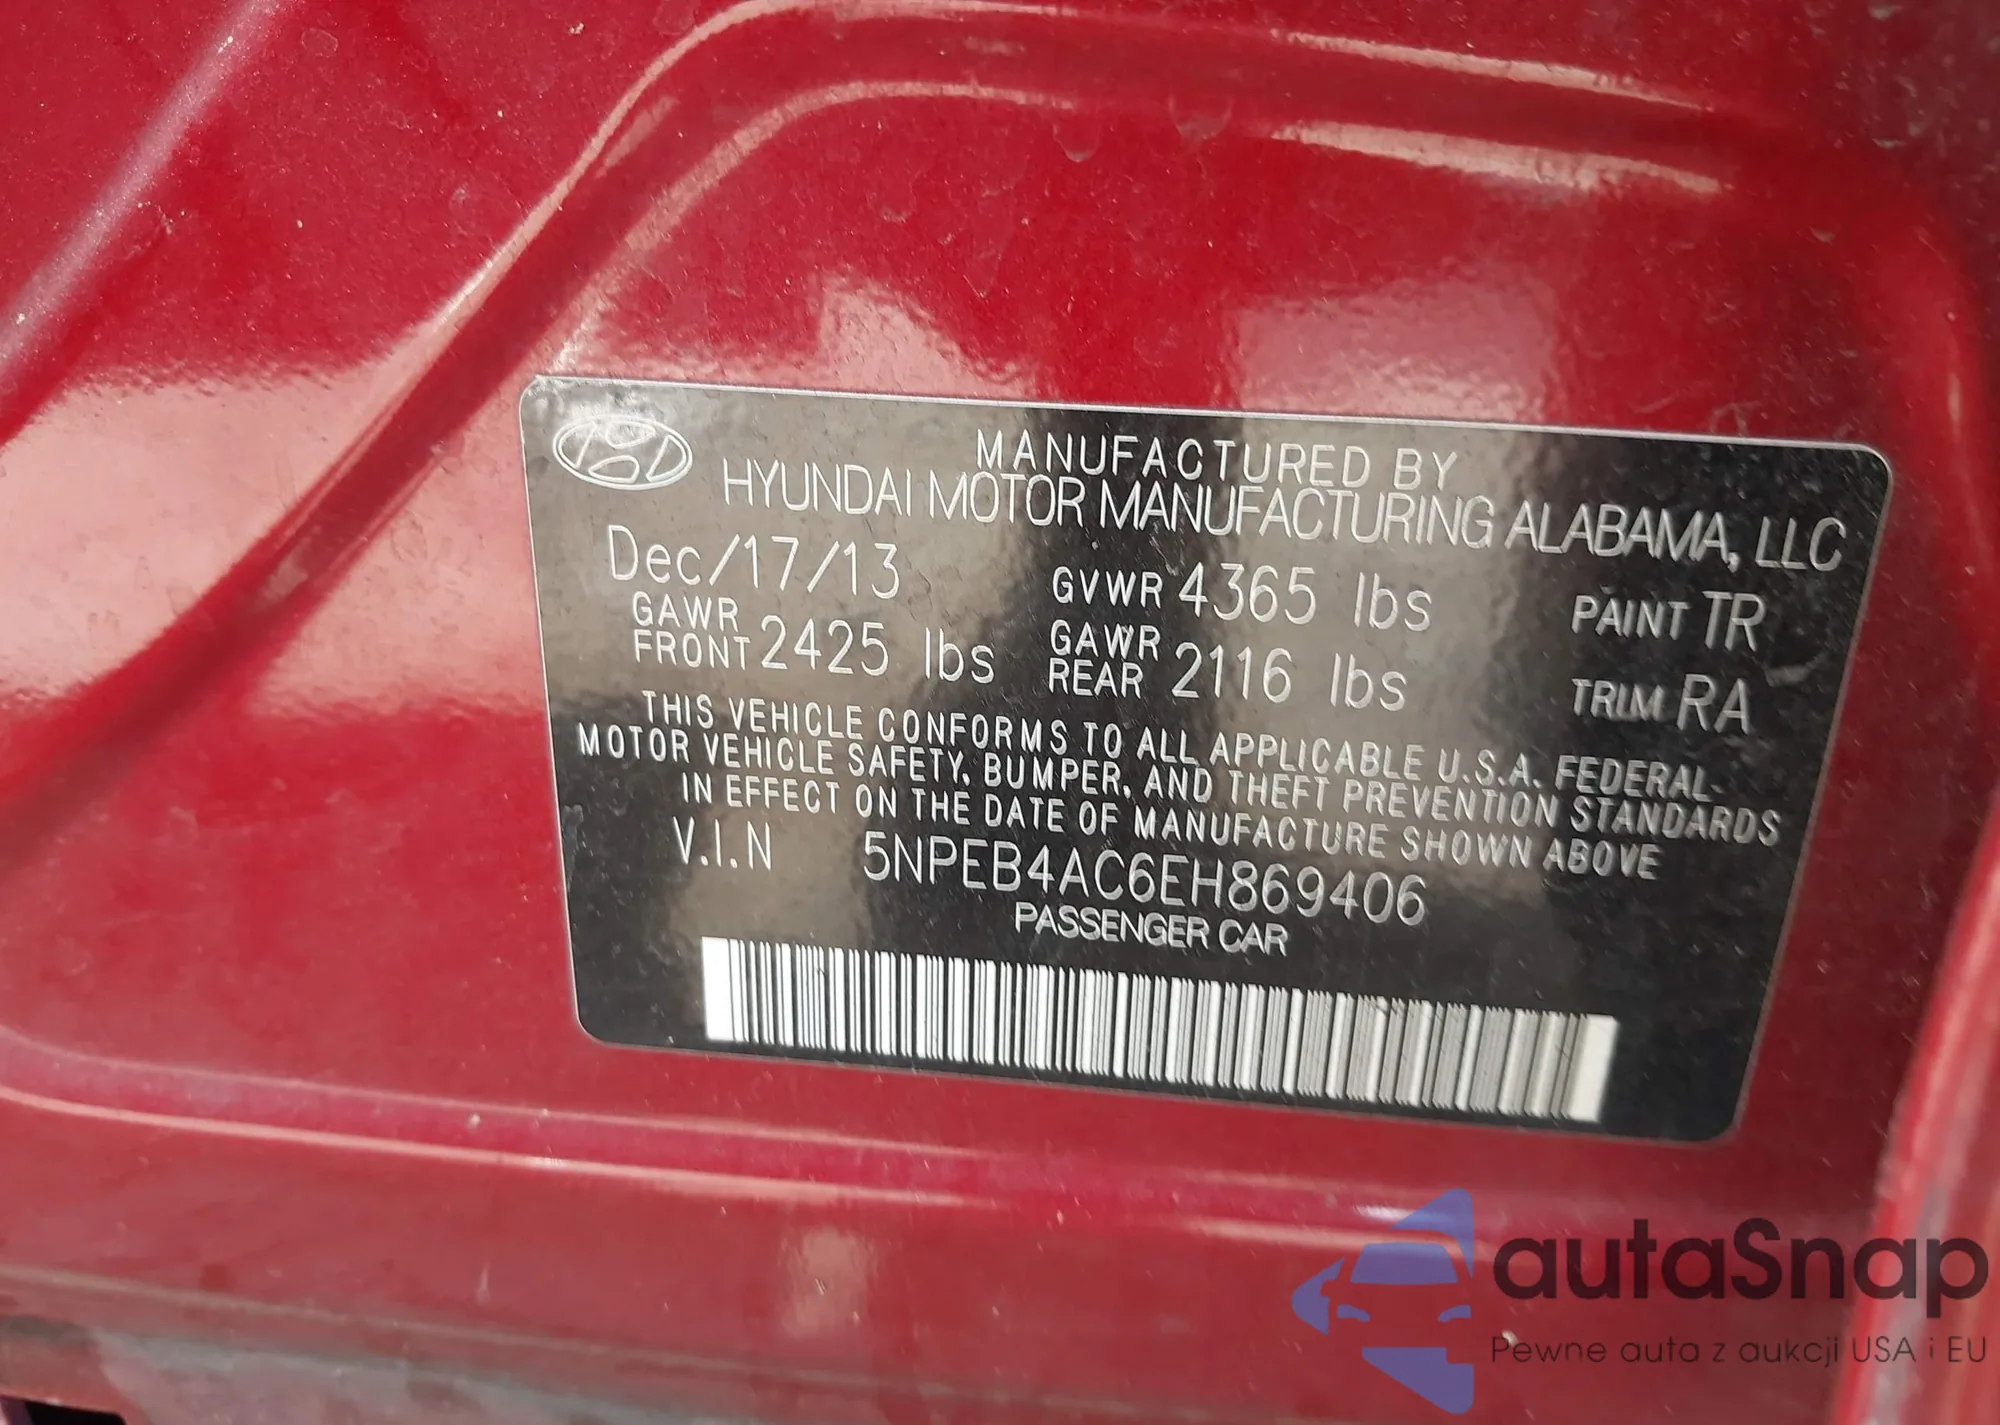 MANUFACTURED BY
HYUNDAI MOTOR MANUFACTURING ALABAMA, LLC
Dec/17/13 GVWR 4365 lbs PAINT TR
GAWR FRONT 2425 lbs GAWR REAR 2116 lbs TRIM RA
THIS VEHICLE CONFORMS TO ALL APPLICABLE U.S.A. FEDERAL
MOTOR VEHICLE SAFETY, BUMPER, AND THEFT PREVENTION STANDARDS
IN EFFECT ON THE DATE OF MANUFACTURE SHOWN ABOVE
V.I.N 5NPEB4AC6EH869406
PASSENGER CAR
autaSnap
Pewne auta z aukcji USA i EU